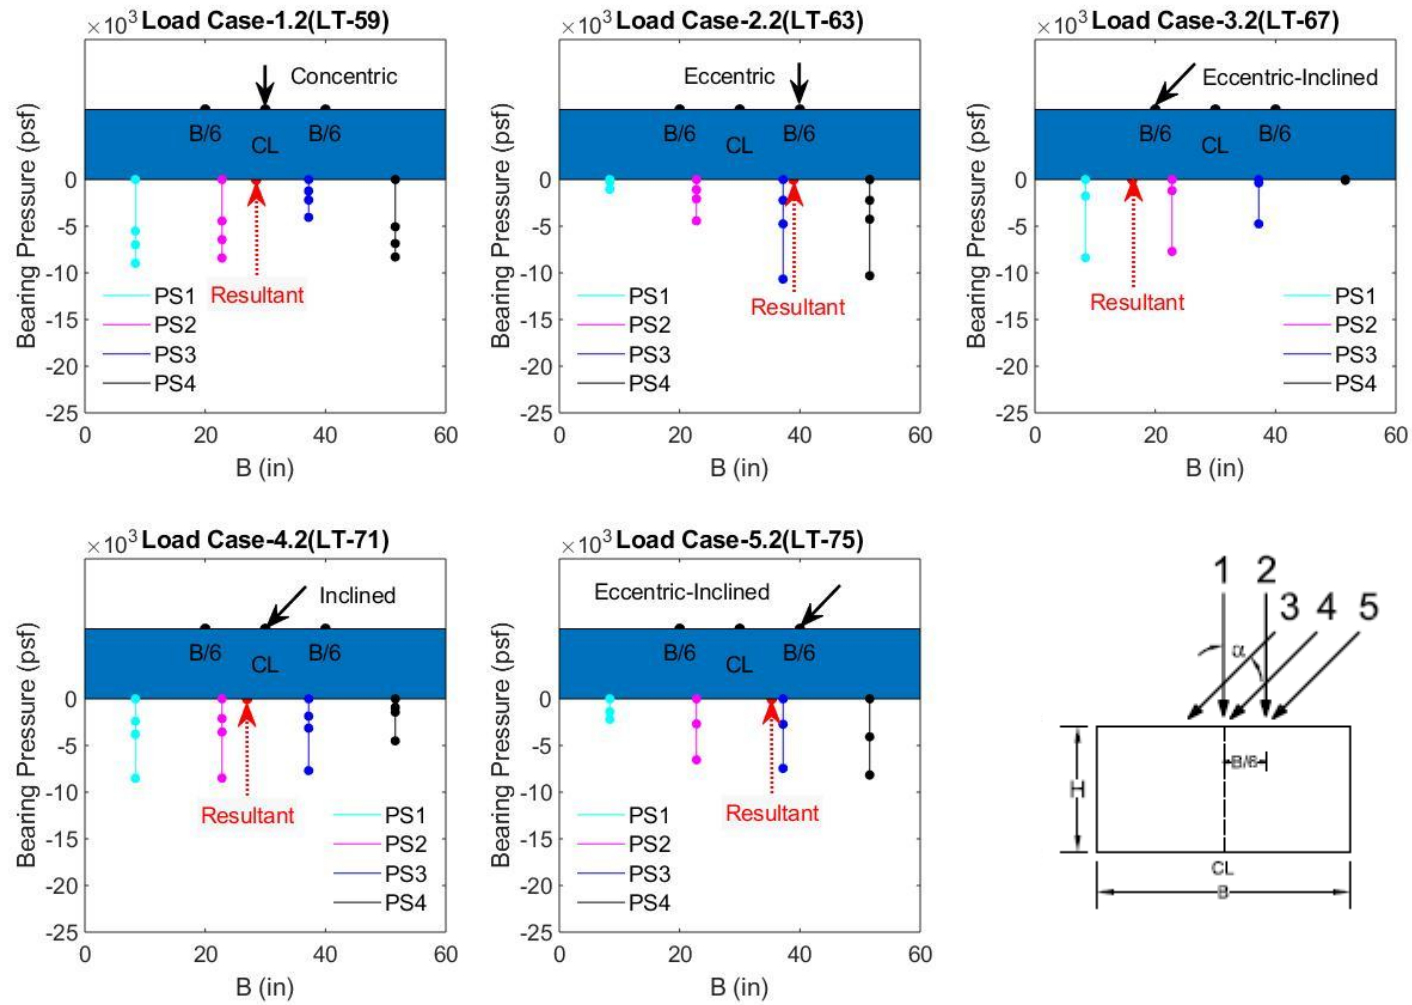 ×10³ Load Case-1.2(LT-59)
Concentric
B/6 CL B/6
Bearing Pressure (psf)
0
-5
-10
-15
-20
-25
Resultant
PS1
PS2
PS3
PS4
0 20 40 60
B (in)
×10³ Load Case-2.2(LT-63)
Eccentric
B/6 CL B/6
Bearing Pressure (psf)
0
-5
-10
-15
-20
-25
Resultant
PS1
PS2
PS3
PS4
0 20 40 60
B (in)
×10³ Load Case-3.2(LT-67)
Eccentric-Inclined
B/6 CL B/6
Bearing Pressure (psf)
0
-5
-10
-15
-20
-25
Resultant
PS1
PS2
PS3
PS4
0 20 40 60
B (in)
×10³ Load Case-4.2(LT-71)
Inclined
B/6 CL B/6
Bearing Pressure (psf)
0
-5
-10
-15
-20
-25
Resultant
PS1
PS2
PS3
PS4
0 20 40 60
B (in)
×10³ Load Case-5.2(LT-75)
Eccentric-Inclined
B/6 CL B/6
Bearing Pressure (psf)
0
-5
-10
-15
-20
-25
Resultant
PS1
PS2
PS3
PS4
0 20 40 60
B (in)
1 2
3 4 5
α
B/6
H
CL
B